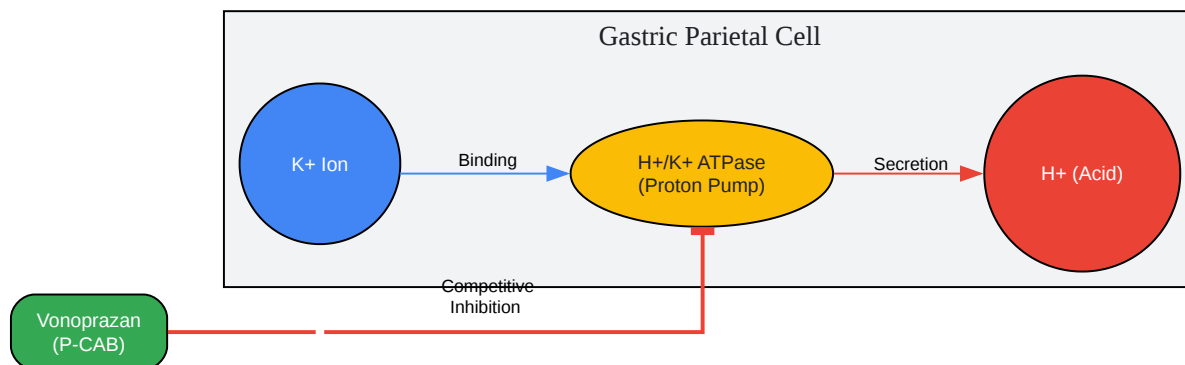 Gastric Parietal Cell
K+ Ion
Binding
H+/K+ ATPase
(Proton Pump)
Secretion
H+ (Acid)
Competitive
Inhibition
Vonoprazan
(P-CAB)